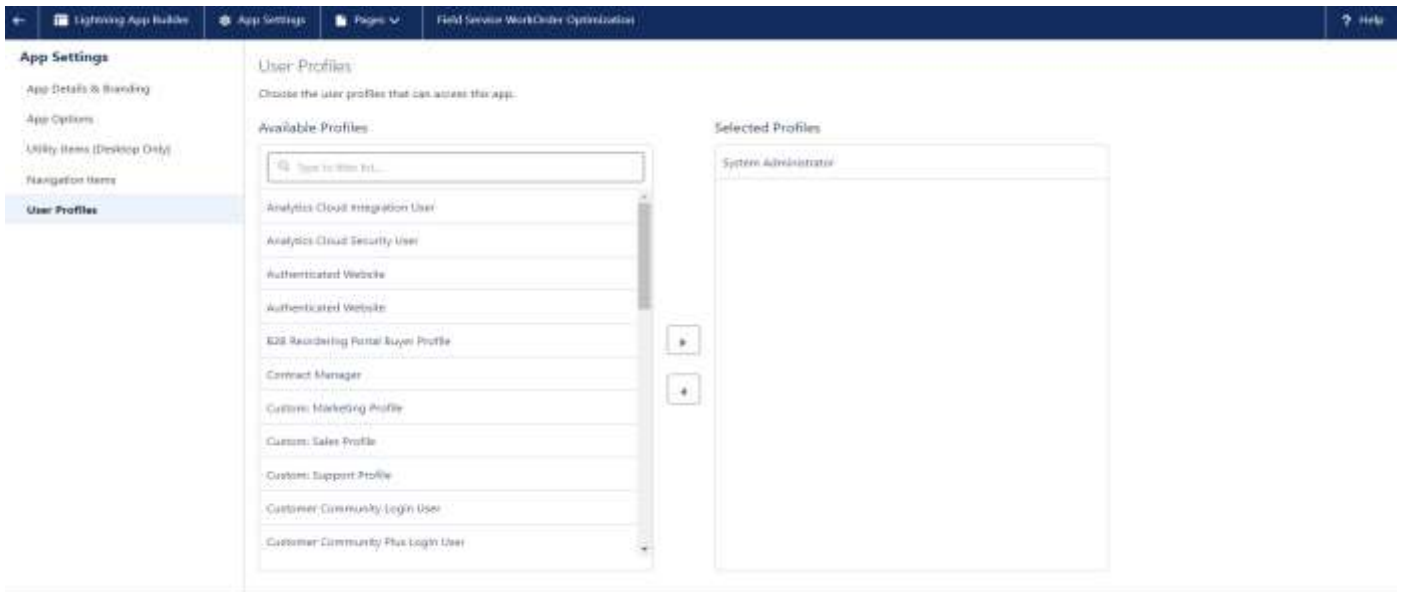 Lightning App Builder App Settings Pages Field Service WorkOrder Optimization ? Help
App Settings
App Details & Branding
App Options
Utility Items (Desktop Only)
Navigation Items
User Profiles
User Profiles
Choose the user profiles that can access this app.
Available Profiles
Type to filter list...
Analytics Cloud Integration User
Analytics Cloud Security User
Authenticated Website
Authenticated Website
B2B Reordering Portal Buyer Profile
Contract Manager
Custom: Marketing Profile
Custom: Sales Profile
Custom: Support Profile
Customer Community Login User
Customer Community Plus Login User
Selected Profiles
System Administrator